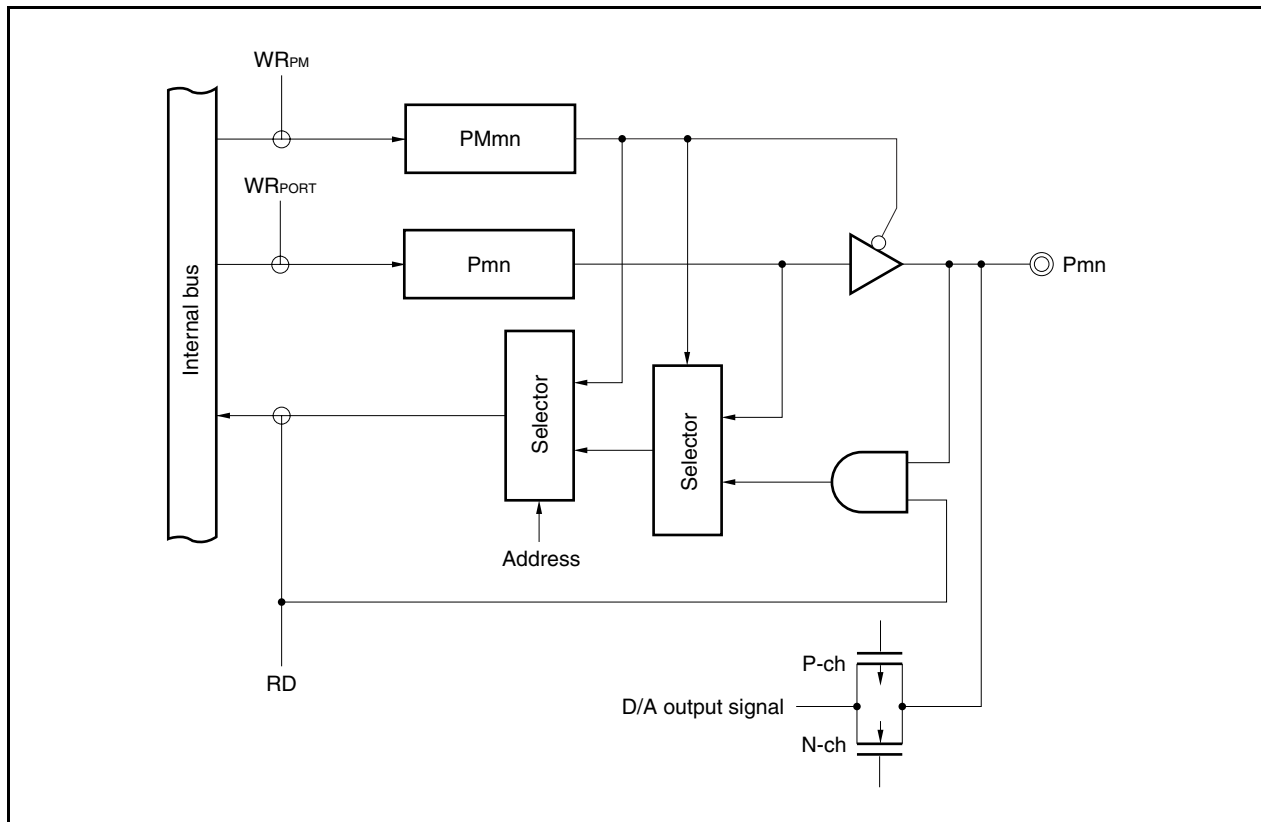 WRPM
PMmn
WRPORT
Pmn
Pmn
Internal bus
Selector
Selector
Address
RD
P-ch
D/A output signal
N-ch